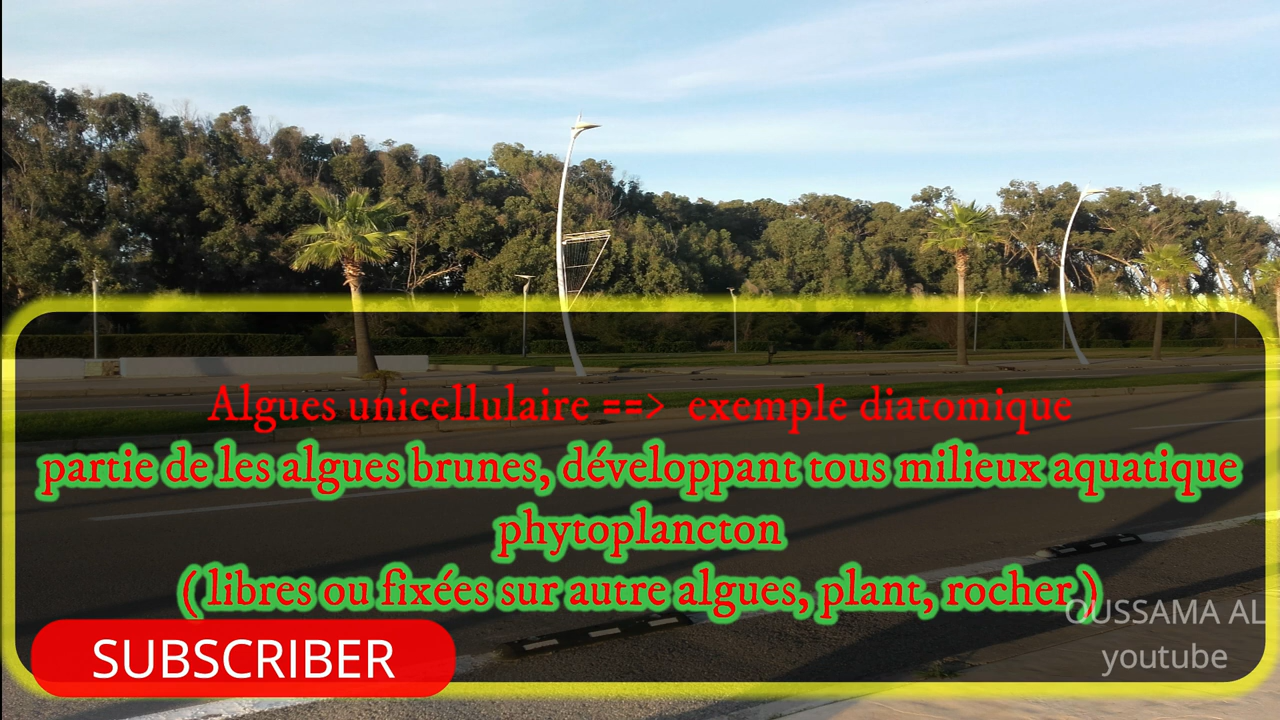 Algues unicellulaire ==> exemple diatomique
partie de les algues brunes, développant tous milieux aquatique
phytoplancton
( libres ou fixées sur autre algues, plant, rocher )
OUSSAMA AL
youtube
SUBSCRIBER